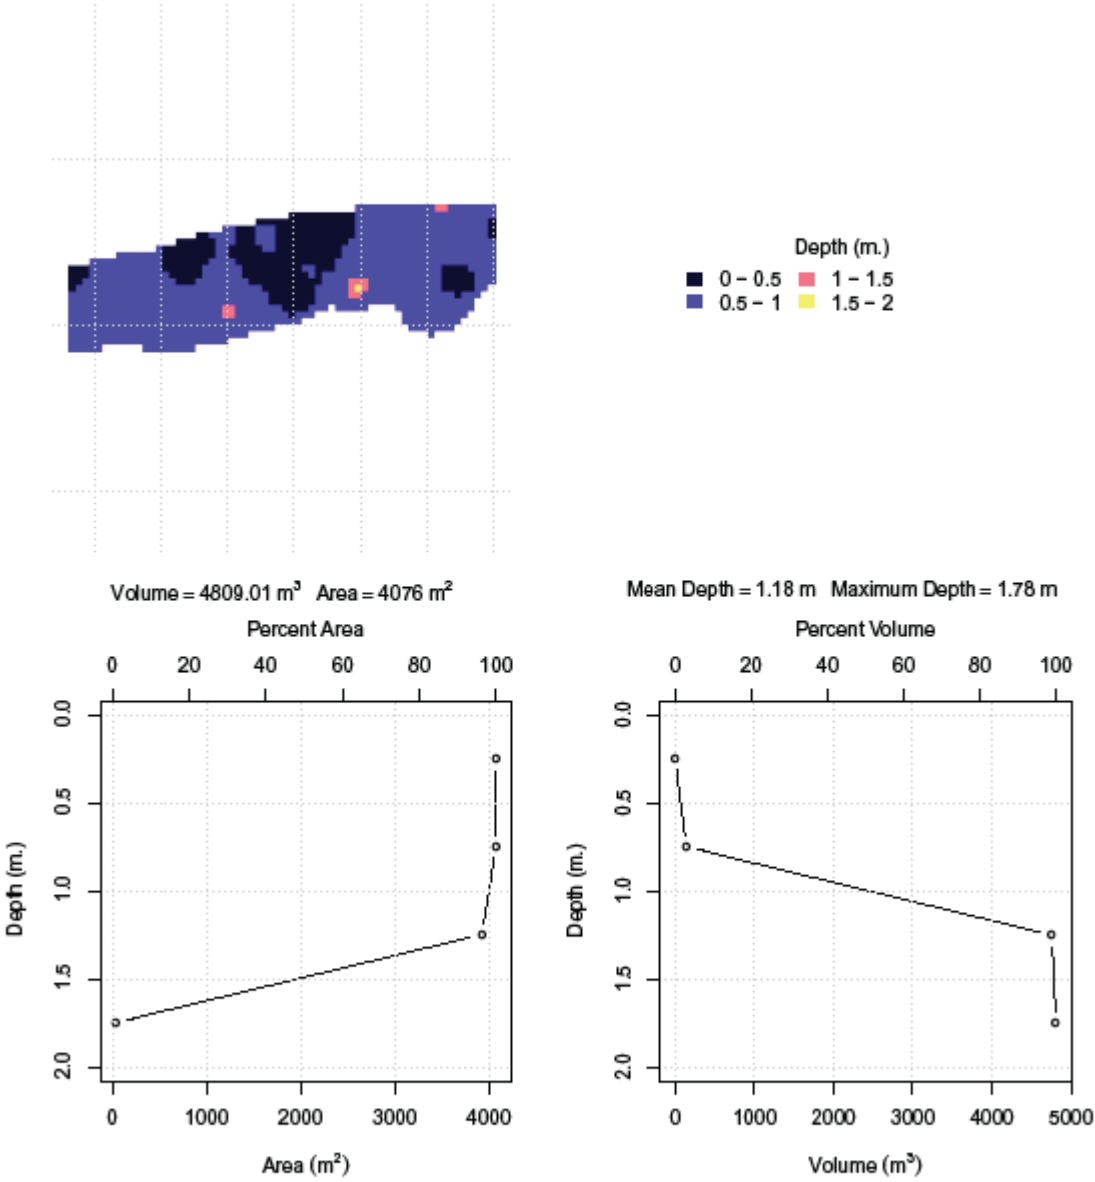 Depth (m.)
0 – 0.5 1 – 1.5
0.5 – 1 1.5 – 2
Volume = 4809.01 m³ Area = 4076 m²
Mean Depth = 1.18 m Maximum Depth = 1.78 m
Percent Area
0 20 40 60 80 100
0.0
0.5
1.0
1.5
2.0
Depth (m.)
0 1000 2000 3000 4000
Area (m²)
Percent Volume
0 20 40 60 80 100
0.0
0.5
1.0
1.5
2.0
Depth (m.)
0 1000 2000 3000 4000 5000
Volume (m³)